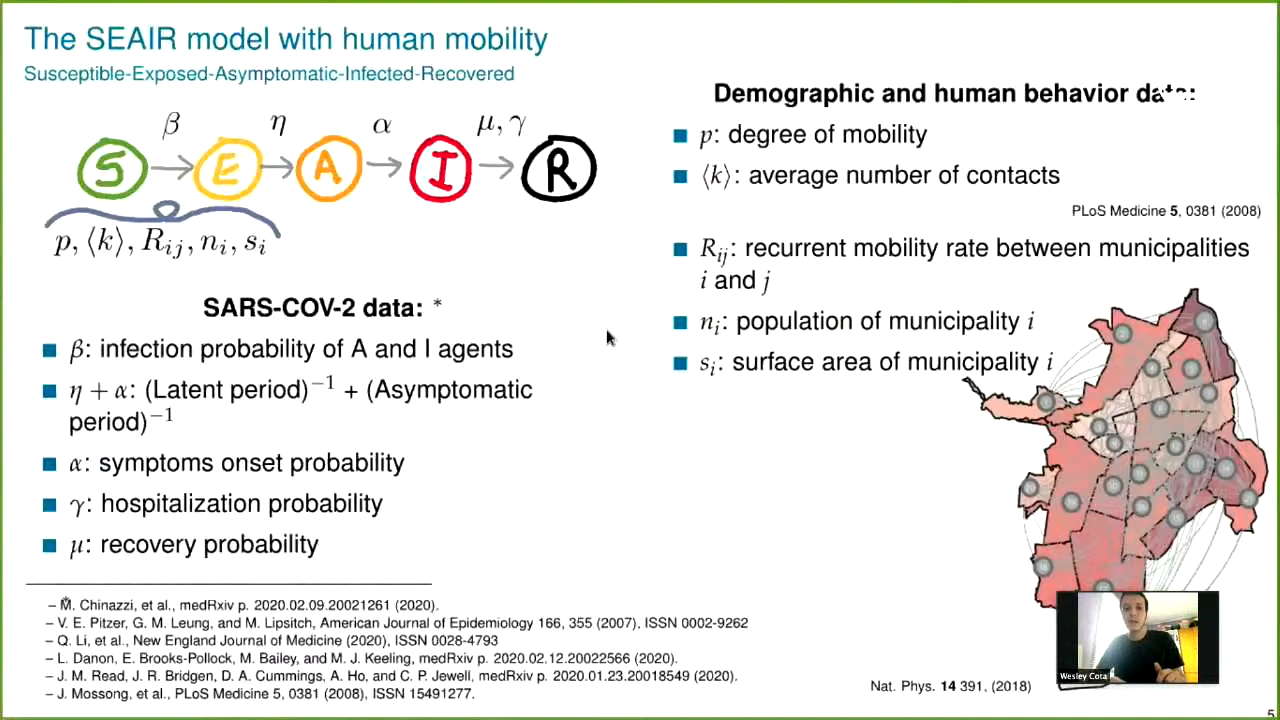 The SEAIR model with human mobility
Susceptible-Exposed-Asymptomatic-Infected-Recovered
β η α μ, γ
S E A I R
p, ⟨k⟩, R_{ij}, n_i, s_i
SARS-COV-2 data: *
β: infection probability of A and I agents
η + α: (Latent period)^{−1} + (Asymptomatic
period)^{−1}
α: symptoms onset probability
γ: hospitalization probability
μ: recovery probability
– M. Chinazzi, et al., medRxiv p. 2020.02.09.20021261 (2020).
– V. E. Pitzer, G. M. Leung, and M. Lipsitch, American Journal of Epidemiology 166, 355 (2007), ISSN 0002-9262
– Q. Li, et al., New England Journal of Medicine (2020), ISSN 0028-4793
– L. Danon, E. Brooks-Pollock, M. Bailey, and M. J. Keeling, medRxiv p. 2020.02.12.20022566 (2020).
– J. M. Read, J. R. Bridgen, D. A. Cummings, A. Ho, and C. P. Jewell, medRxiv p. 2020.01.23.20018549 (2020).
– J. Mossong, et al., PLoS Medicine 5, 0381 (2008), ISSN 15491277.
Demographic and human behavior data:
p: degree of mobility
⟨k⟩: average number of contacts
PLoS Medicine 5, 0381 (2008)
R_{ij}: recurrent mobility rate between municipalities
i and j
n_i: population of municipality i
s_i: surface area of municipality i
Wesley Cota
Nat. Phys. 14 391, (2018)
5